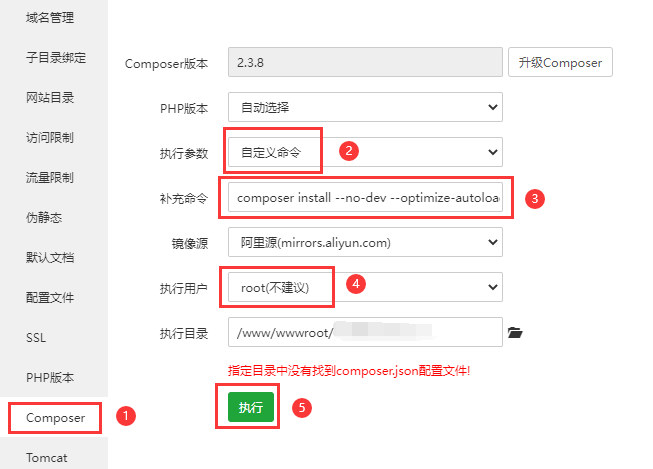 域名管理
子目录绑定
网站目录
访问限制
流量限制
伪静态
默认文档
配置文件
SSL
PHP版本
Composer 1
Tomcat
Composer版本 2.3.8 升级Composer
PHP版本 自动选择
执行参数 自定义命令 2
补充命令 composer install --no-dev --optimize-autoloa 3
镜像源 阿里源(mirrors.aliyun.com)
执行用户 root(不建议) 4
执行目录 /www/wwwroot/
指定目录中没有找到composer.json配置文件!
执行 5